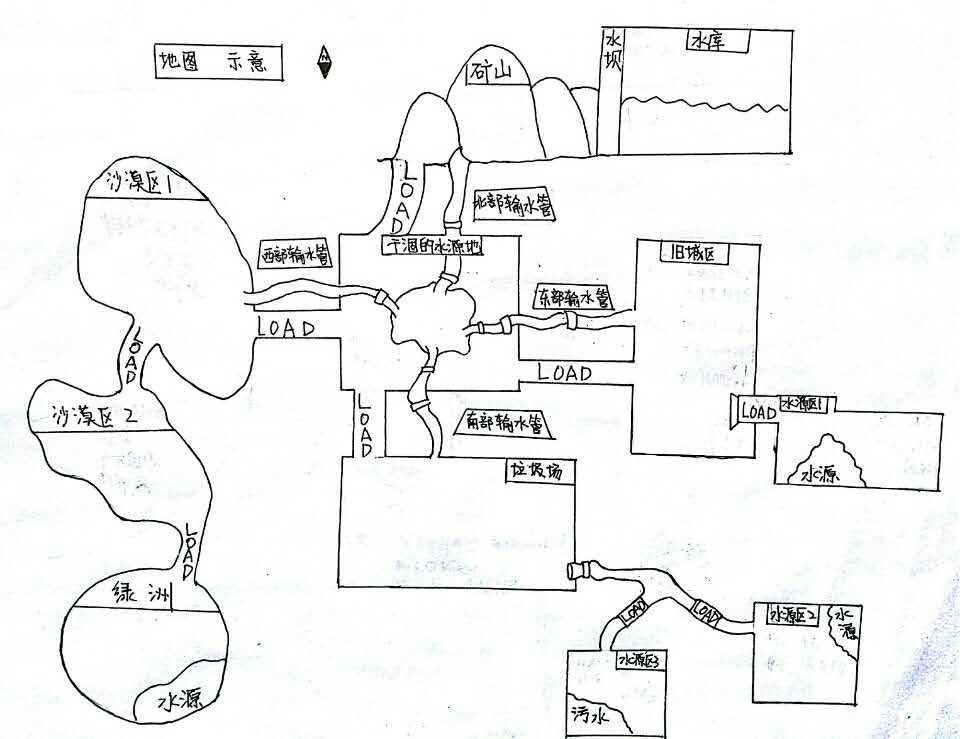 地图 示意
N
矿山
水坝
水库
沙漠区1
LOAD
北部输水管
西部输水管
干涸的水源地
旧城区
东部输水管
LOAD
LOAD
LOAD
LOAD
沙漠区2
LOAD
南部输水管
LOAD
水源区1
水源
垃圾场
LOAD
绿洲
水源
LOAD
LOAD
水源区2
水源
水源区3
污水